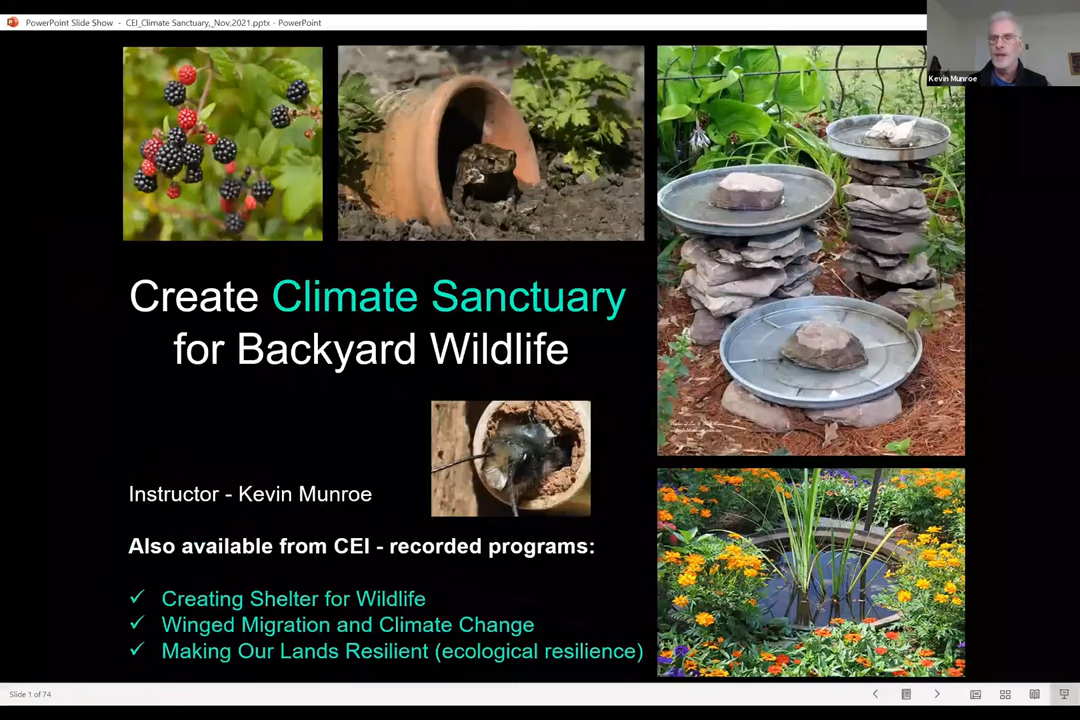 PowerPoint Slide Show - CEI_Climate Sanctuary,_Nov,2021.pptx - PowerPoint
Kevin Munroe
Create Climate Sanctuary
for Backyard Wildlife
Instructor - Kevin Munroe
Also available from CEI - recorded programs:
✓ Creating Shelter for Wildlife
✓ Winged Migration and Climate Change
✓ Making Our Lands Resilient (ecological resilience)
Slide 1 of 74